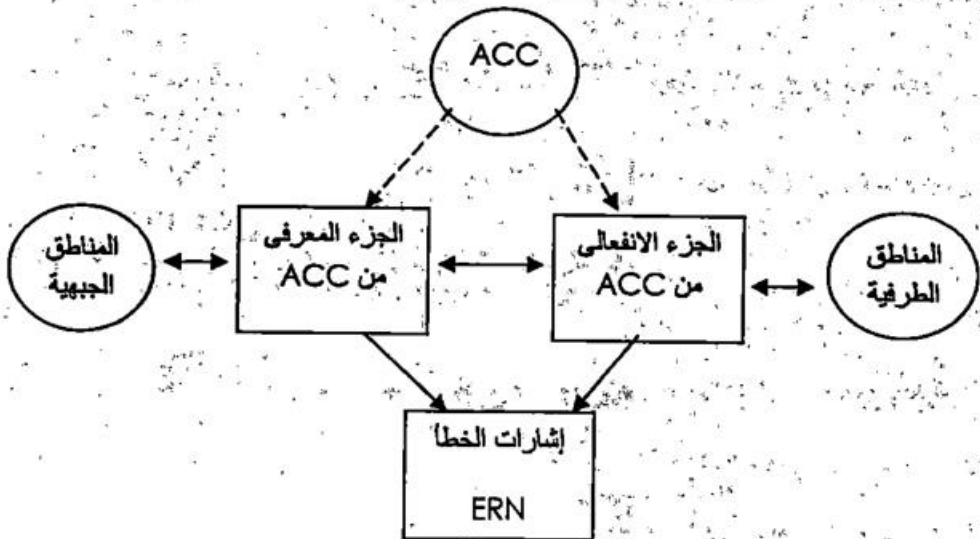 ACC
المناطق
الجبهية
الجزء المعرفى
من ACC
الجزء الانفعالى
من ACC
المناطق
الطرفية
إشارات الخطأ
ERN